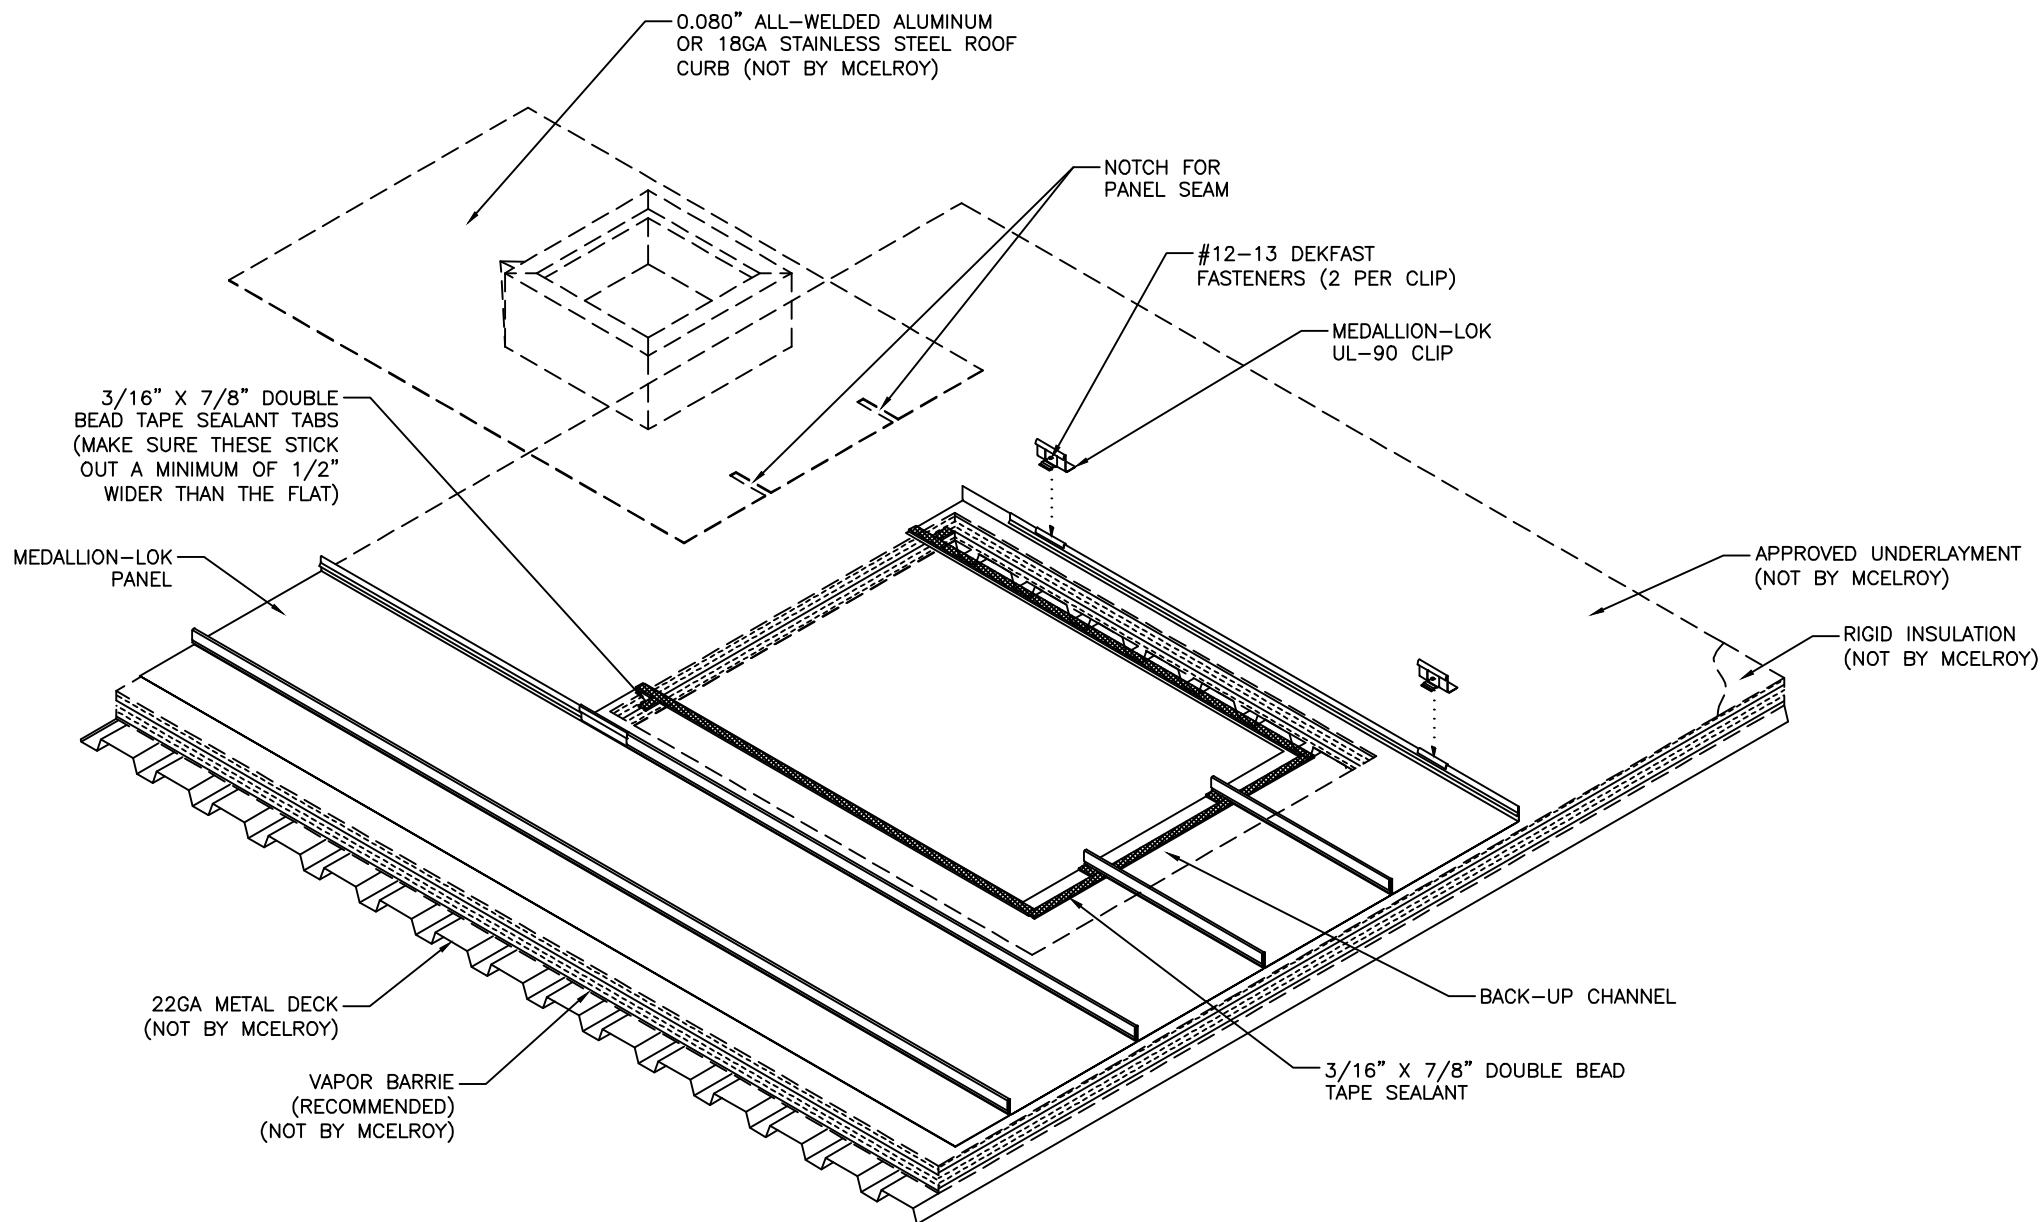 0.080" ALL-WELDED ALUMINUM
OR 18GA STAINLESS STEEL ROOF
CURB (NOT BY MCELROY)
NOTCH FOR
PANEL SEAM
#12-13 DEKFAST
FASTENERS (2 PER CLIP)
MEDALLION-LOK
UL-90 CLIP
3/16" X 7/8" DOUBLE
BEAD TAPE SEALANT TABS
(MAKE SURE THESE STICK
OUT A MINIMUM OF 1/2"
WIDER THAN THE FLAT)
MEDALLION-LOK
PANEL
APPROVED UNDERLAYMENT
(NOT BY MCELROY)
RIGID INSULATION
(NOT BY MCELROY)
22GA METAL DECK
(NOT BY MCELROY)
BACK-UP CHANNEL
VAPOR BARRIE
(RECOMMENDED)
(NOT BY MCELROY)
3/16" X 7/8" DOUBLE BEAD
TAPE SEALANT